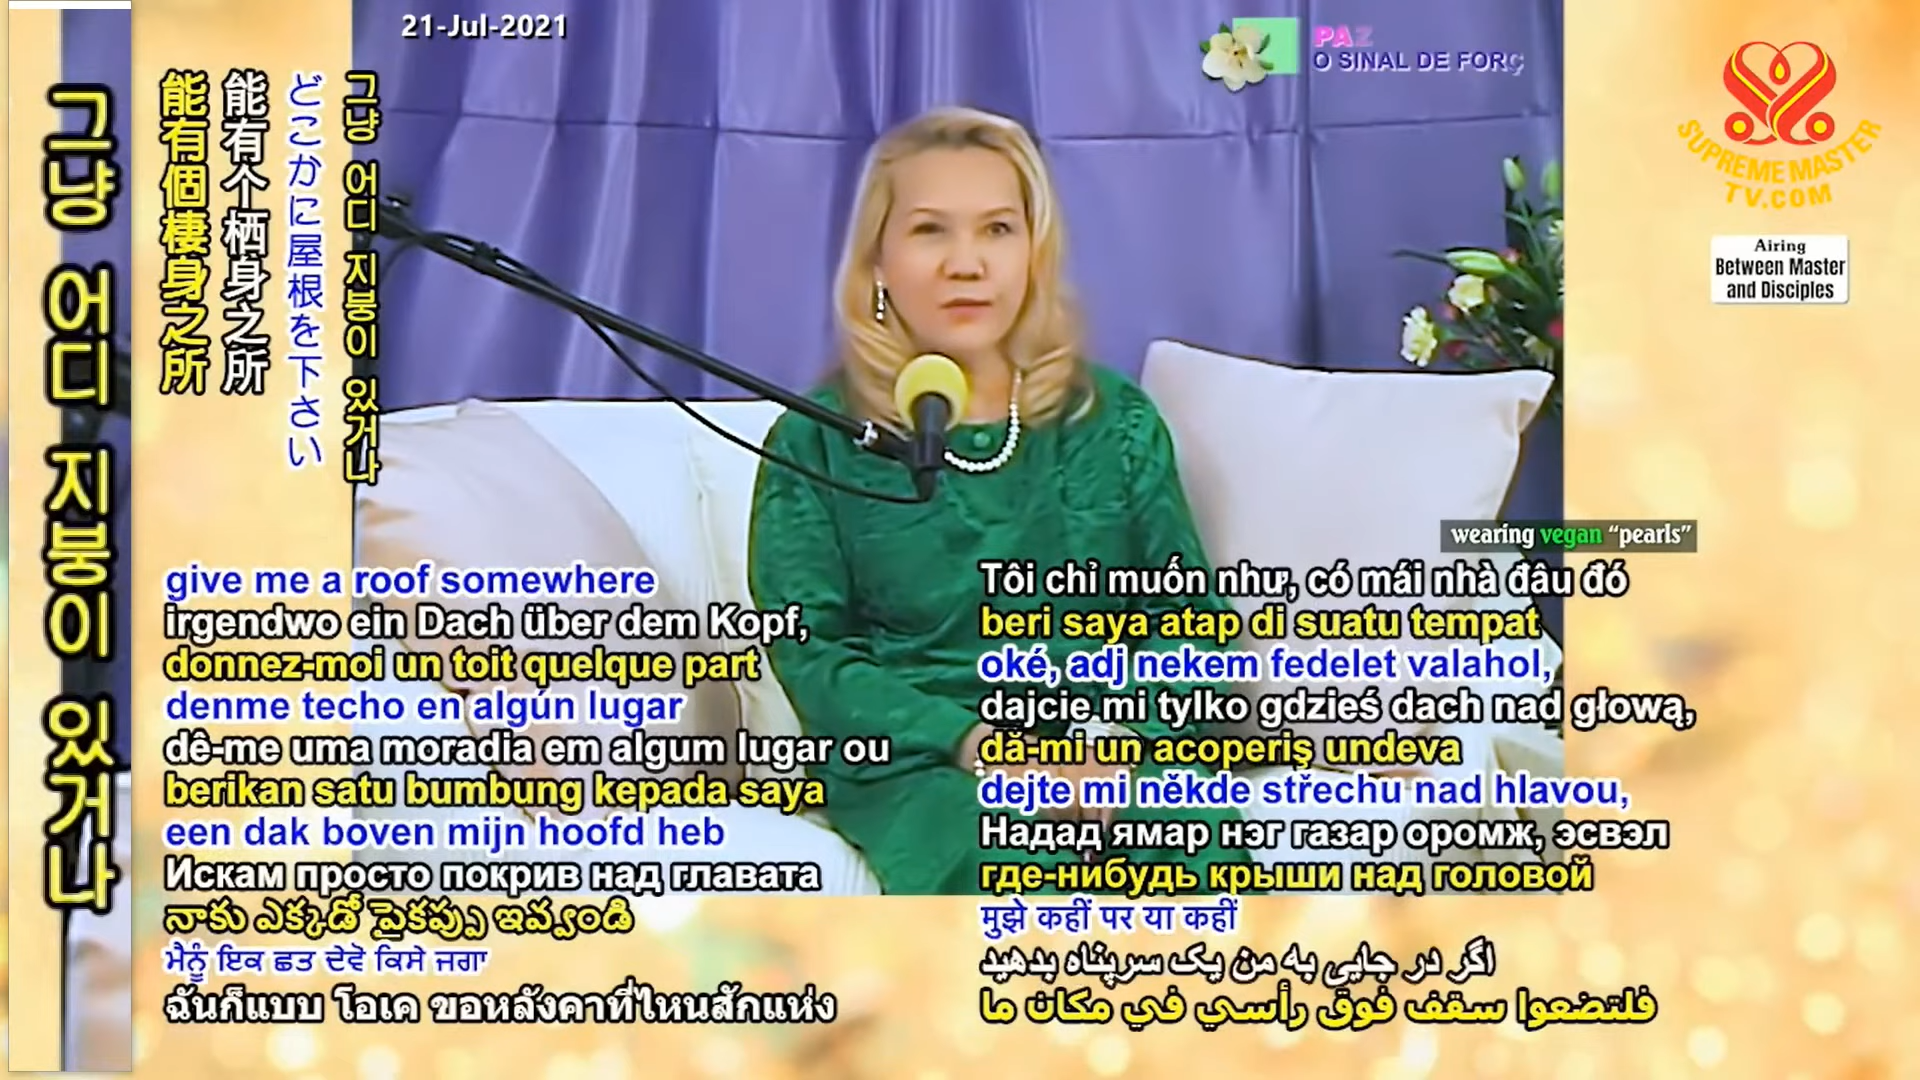 21-Jul-2021
PAZ
O SINAL DE FORÇ
SUPREME MASTER
TV.COM
Airing
Between Master
and Disciples
그냥 어디 지붕이 있거나
能有個棲身之所
能有个栖身之所
どこかに屋根を下さい
그냥 어디 지붕이 있거나
wearing vegan “pearls”
give me a roof somewhere
irgendwo ein Dach über dem Kopf,
donnez-moi un toit quelque part
denme techo en algún lugar
dê-me uma moradia em algum lugar ou
berikan satu bumbung kepada saya
een dak boven mijn hoofd heb
Искам просто покрив над главата
నాకు ఎక్కడో పైకప్పు ఇవ్వండి
ਮੈਨੂੰ ਇਕ ਛਤ ਦੇਵੋ ਕਿਸੇ ਜਗਾ
ฉันก็แบบ โอเค ขอหลังคาที่ไหนสักแห่ง
Tôi chỉ muốn như, có mái nhà đâu đó
beri saya atap di suatu tempat
oké, adj nekem fedelet valahol,
dajcie mi tylko gdzieś dach nad głową,
dă-mi un acoperiş undeva
dejte mi někde střechu nad hlavou,
Надад ямар нэг газар оромж, эсвэл
где-нибудь крыши над головой
मुझे कहीं पर या कहीं
اگر در جایی به من یک سرپناه بدهید
فلتضعوا سقف فوق رأسي في مكان ما